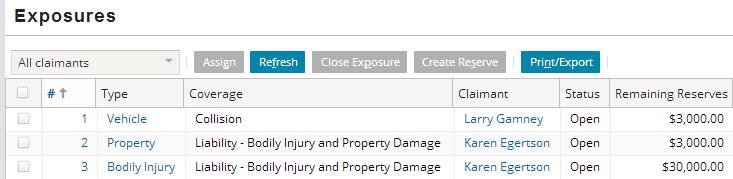 Exposures
All claimants Assign Refresh Close Exposure Create Reserve Print/Export
# Type Coverage Claimant Status Remaining Reserves
1 Vehicle Collision Larry Gamney Open $3,000.00
2 Property Liability - Bodily Injury and Property Damage Karen Egertson Open $3,000.00
3 Bodily Injury Liability - Bodily Injury and Property Damage Karen Egertson Open $30,000.00